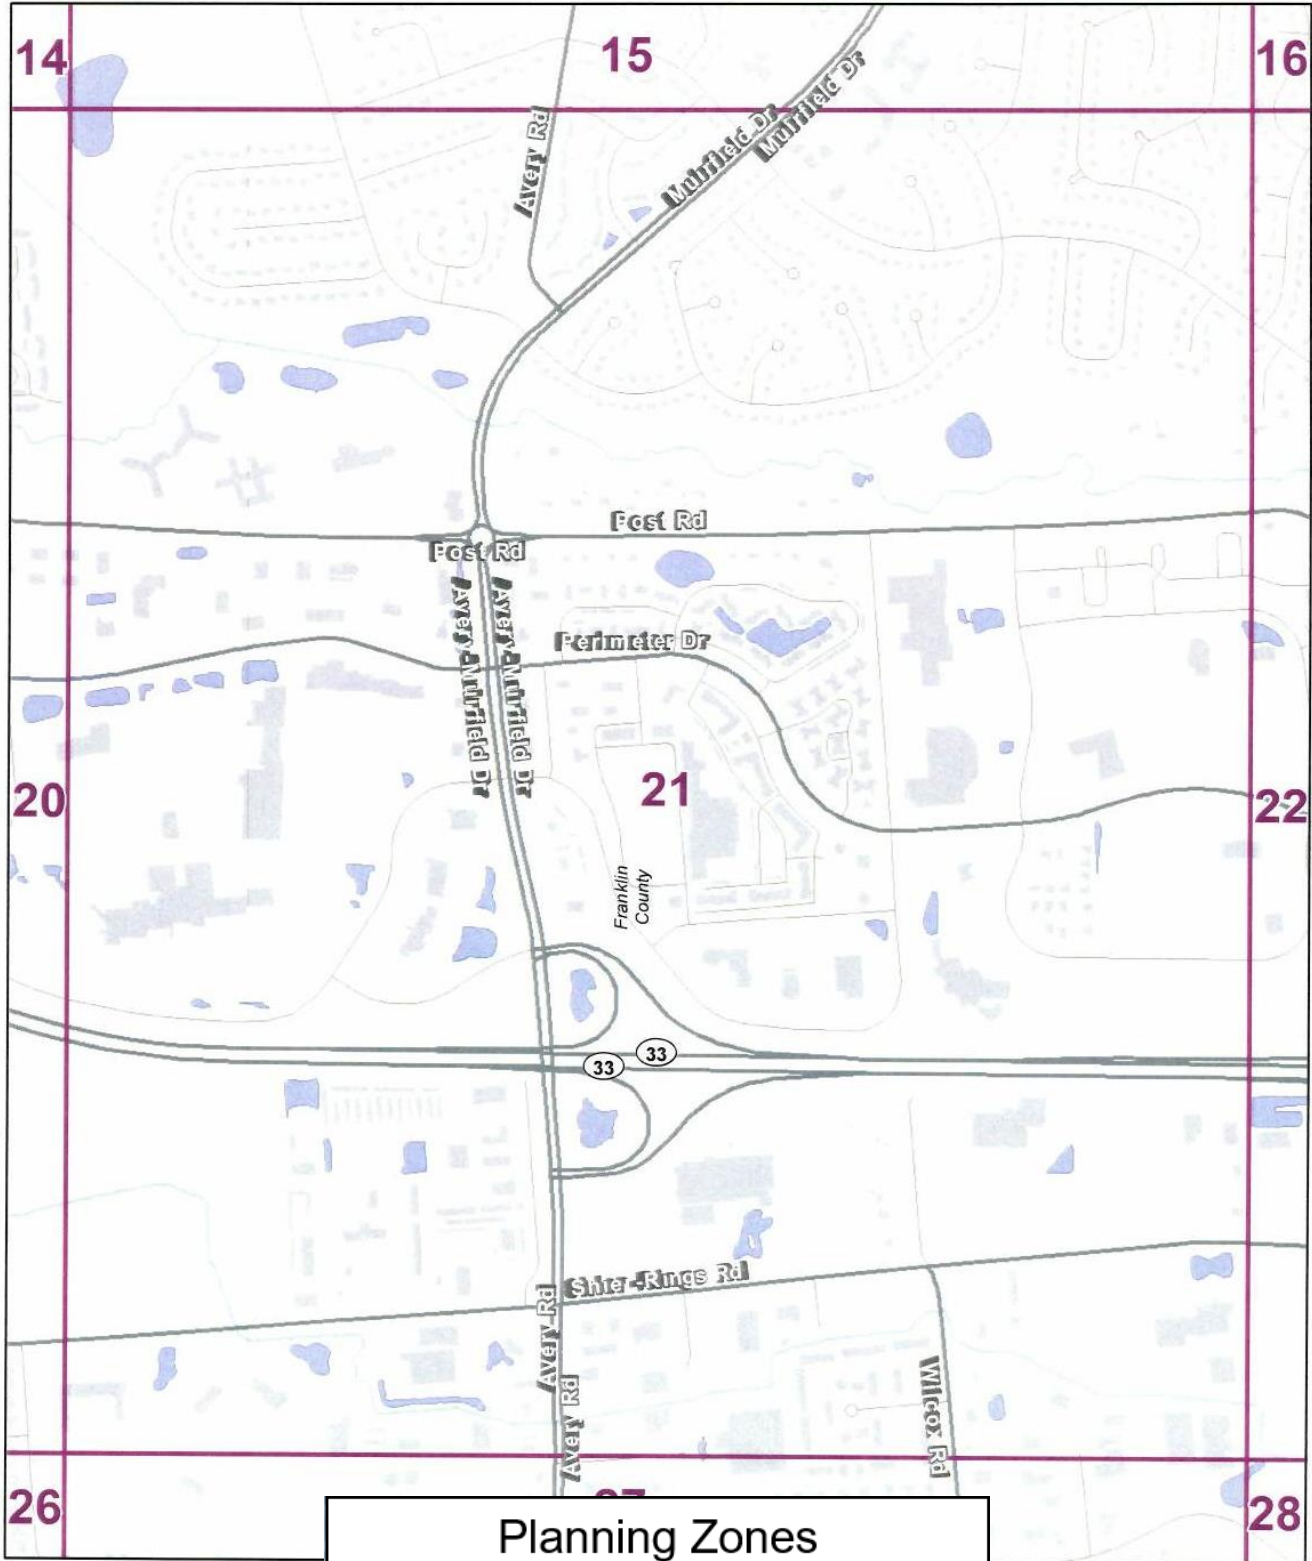 14
15
16
Avery Rd
Muirfield Dr
Muirfield Dr
Post Rd
Post Rd
Avery-Muirfield Dr
Avery-Muirfield Dr
Perimeter Dr
20
21
22
Franklin
County
33
33
Shier-Rings Rd
Avery Rd
Avery Rd
Wilcox Rd
26
28
Planning Zones